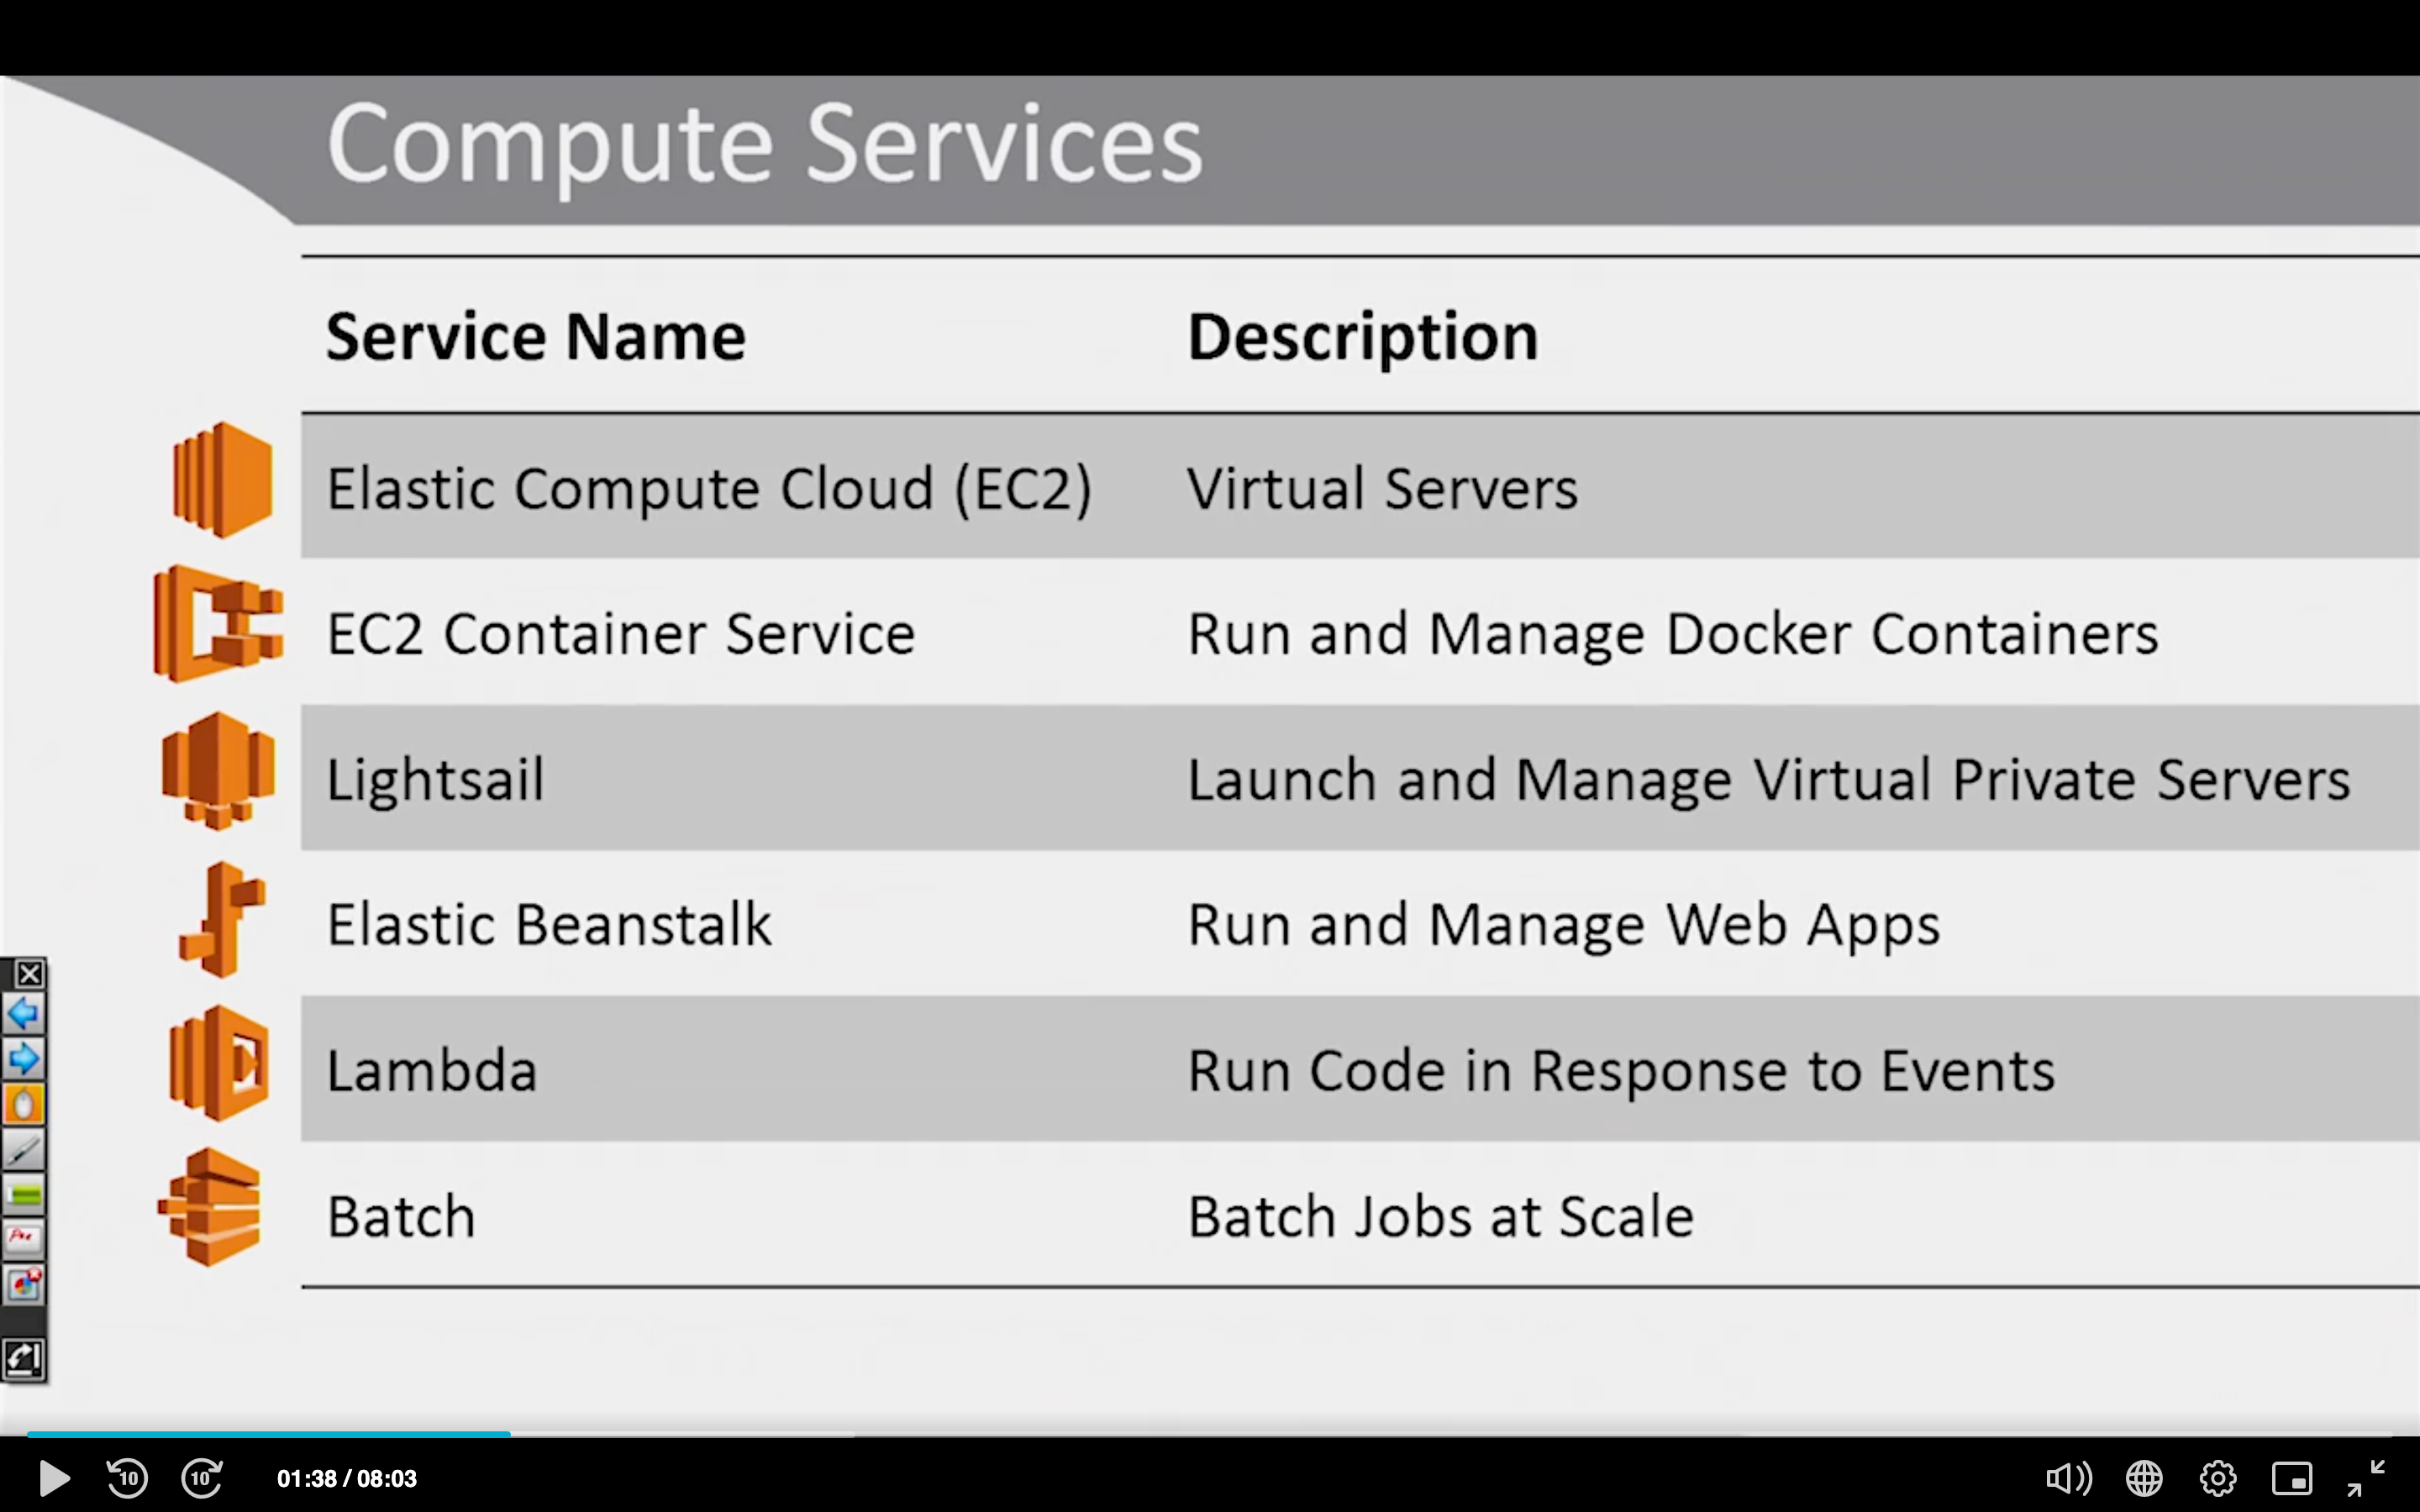 Compute Services
Service Name Description
Elastic Compute Cloud (EC2) Virtual Servers
EC2 Container Service Run and Manage Docker Containers
Lightsail Launch and Manage Virtual Private Servers
Elastic Beanstalk Run and Manage Web Apps
Lambda Run Code in Response to Events
Batch Batch Jobs at Scale
10 10 01:38 / 08:03